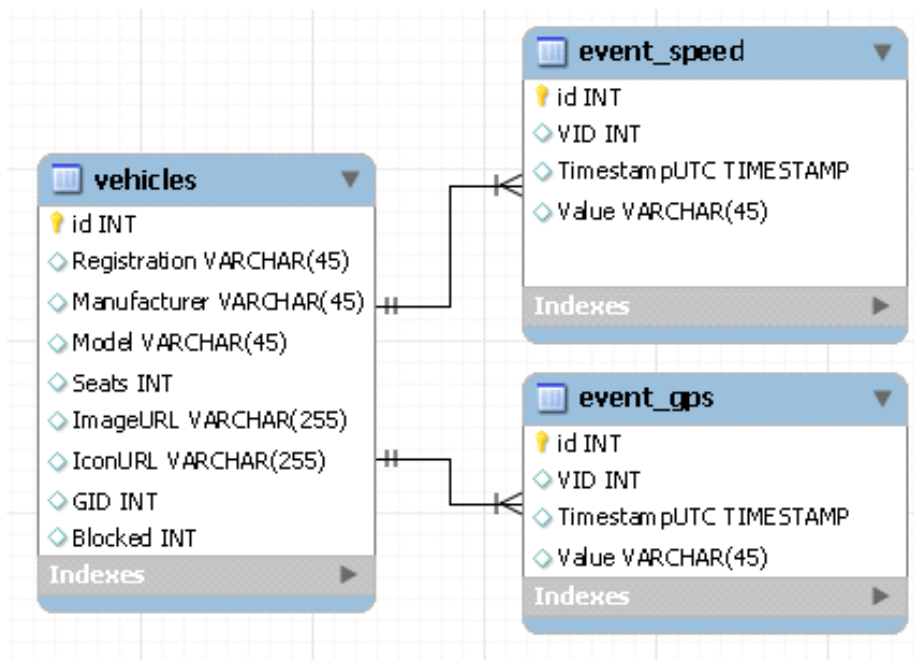 vehicles
id INT
Registration VARCHAR(45)
Manufacturer VARCHAR(45)
Model VARCHAR(45)
Seats INT
ImageURL VARCHAR(255)
IconURL VARCHAR(255)
GID INT
Blocked INT
Indexes
event_speed
id INT
VID INT
TimestampUTC TIMESTAMP
Value VARCHAR(45)
Indexes
event_gps
id INT
VID INT
TimestampUTC TIMESTAMP
Value VARCHAR(45)
Indexes